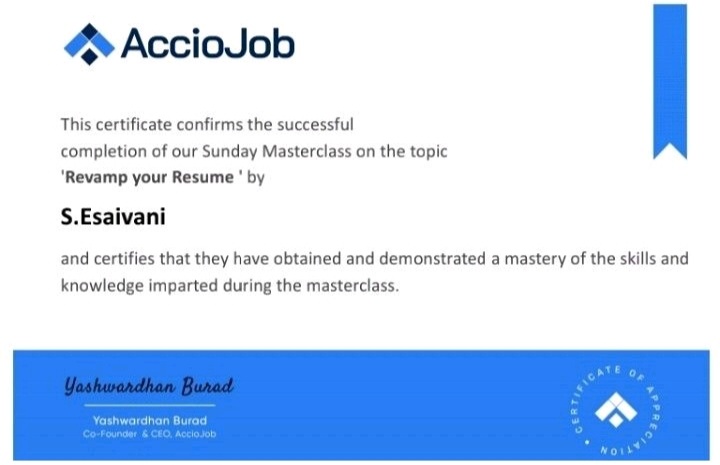 AccioJob
This certificate confirms the successful
completion of our Sunday Masterclass on the topic
'Revamp your Resume ' by
S.Esaivani
and certifies that they have obtained and demonstrated a mastery of the skills and
knowledge imparted during the masterclass.
Yashwardhan Burad
Yashwardhan Burad
Co-Founder & CEO, AccioJob
CERTIFICATE OF APPRECIATION •